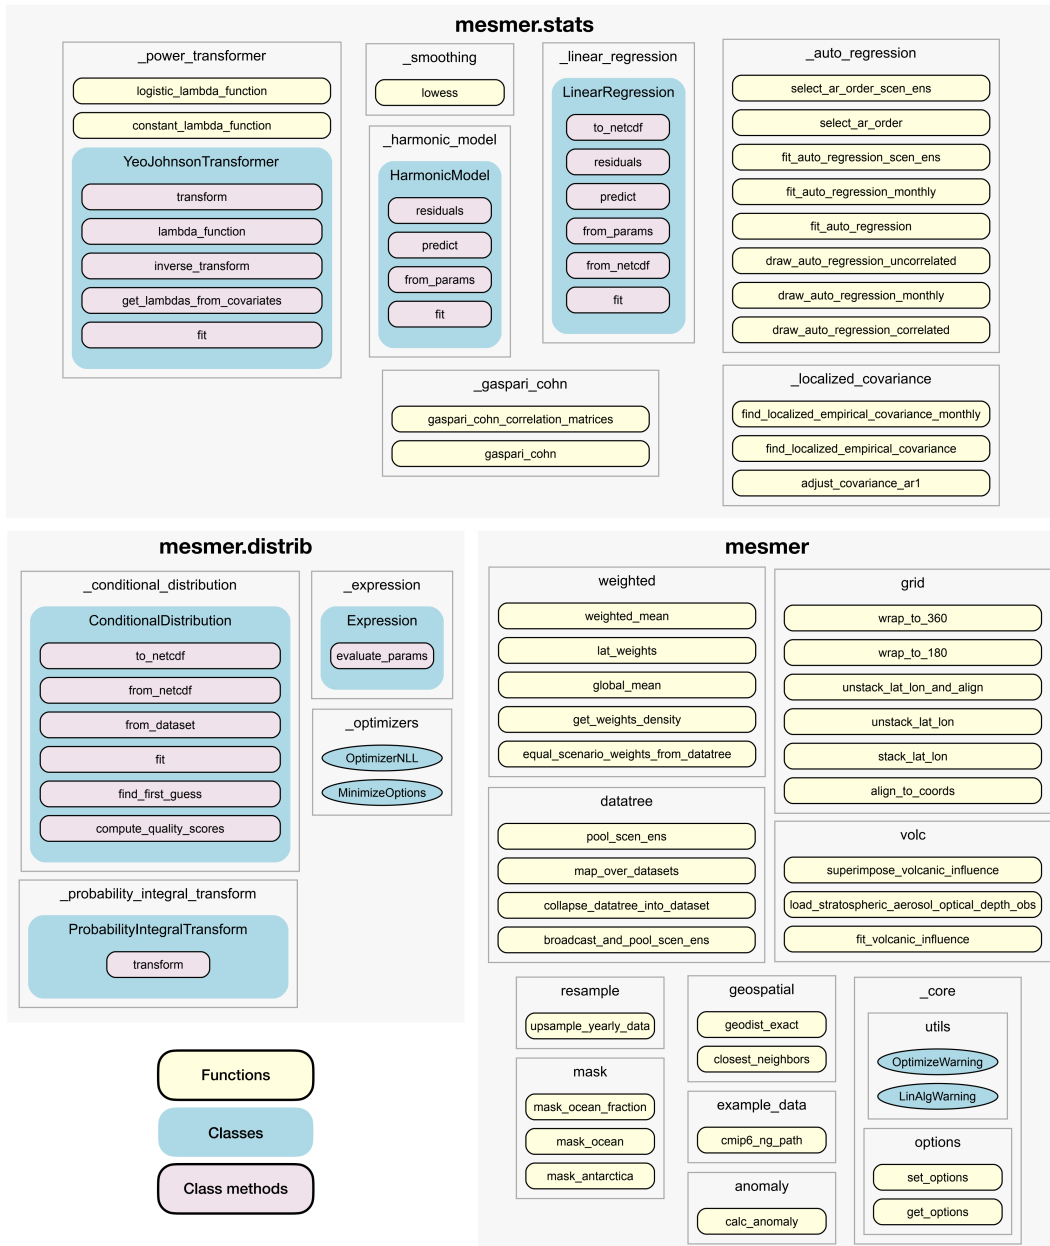 mesmer.stats
_power_transformer
logistic_lambda_function
constant_lambda_function
YeoJohnsonTransformer
transform
lambda_function
inverse_transform
get_lambdas_from_covariates
fit
_smoothing
lowess
_harmonic_model
HarmonicModel
residuals
predict
from_params
fit
_linear_regression
LinearRegression
to_netcdf
residuals
predict
from_params
from_netcdf
fit
_auto_regression
select_ar_order_scen_ens
select_ar_order
fit_auto_regression_scen_ens
fit_auto_regression_monthly
fit_auto_regression
draw_auto_regression_uncorrelated
draw_auto_regression_monthly
draw_auto_regression_correlated
_gaspari_cohn
gaspari_cohn_correlation_matrices
gaspari_cohn
_localized_covariance
find_localized_empirical_covariance_monthly
find_localized_empirical_covariance
adjust_covariance_ar1
mesmer.distrib
_conditional_distribution
ConditionalDistribution
to_netcdf
from_netcdf
from_dataset
fit
find_first_guess
compute_quality_scores
_expression
Expression
evaluate_params
_optimizers
OptimizerNLL
MinimizeOptions
_probability_integral_transform
ProbabilityIntegralTransform
transform
mesmer
weighted
weighted_mean
lat_weights
global_mean
get_weights_density
equal_scenario_weights_from_datatree
grid
wrap_to_360
wrap_to_180
unstack_lat_lon_and_align
unstack_lat_lon
stack_lat_lon
align_to_coords
datatree
pool_scen_ens
map_over_datasets
collapse_datatree_into_dataset
broadcast_and_pool_scen_ens
volc
superimpose_volcanic_influence
load_stratospheric_aerosol_optical_depth_obs
fit_volcanic_influence
resample
upsample_yearly_data
mask
mask_ocean_fraction
mask_ocean
mask_antarctica
geospatial
geodist_exact
closest_neighbors
example_data
cmip6_ng_path
anomaly
calc_anomaly
_core
utils
OptimizeWarning
LinAlgWarning
options
set_options
get_options
Functions
Classes
Class methods